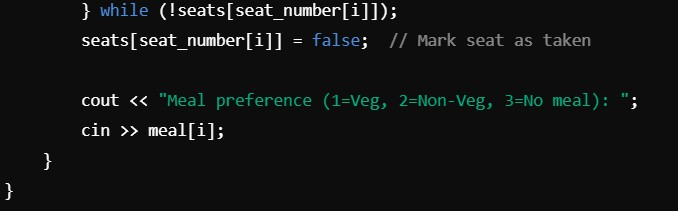 } while (!seats[seat_number[i]]);
seats[seat_number[i]] = false;  // Mark seat as taken
cout << "Meal preference (1=Veg, 2=Non-Veg, 3=No meal): ";
cin >> meal[i];
}
}